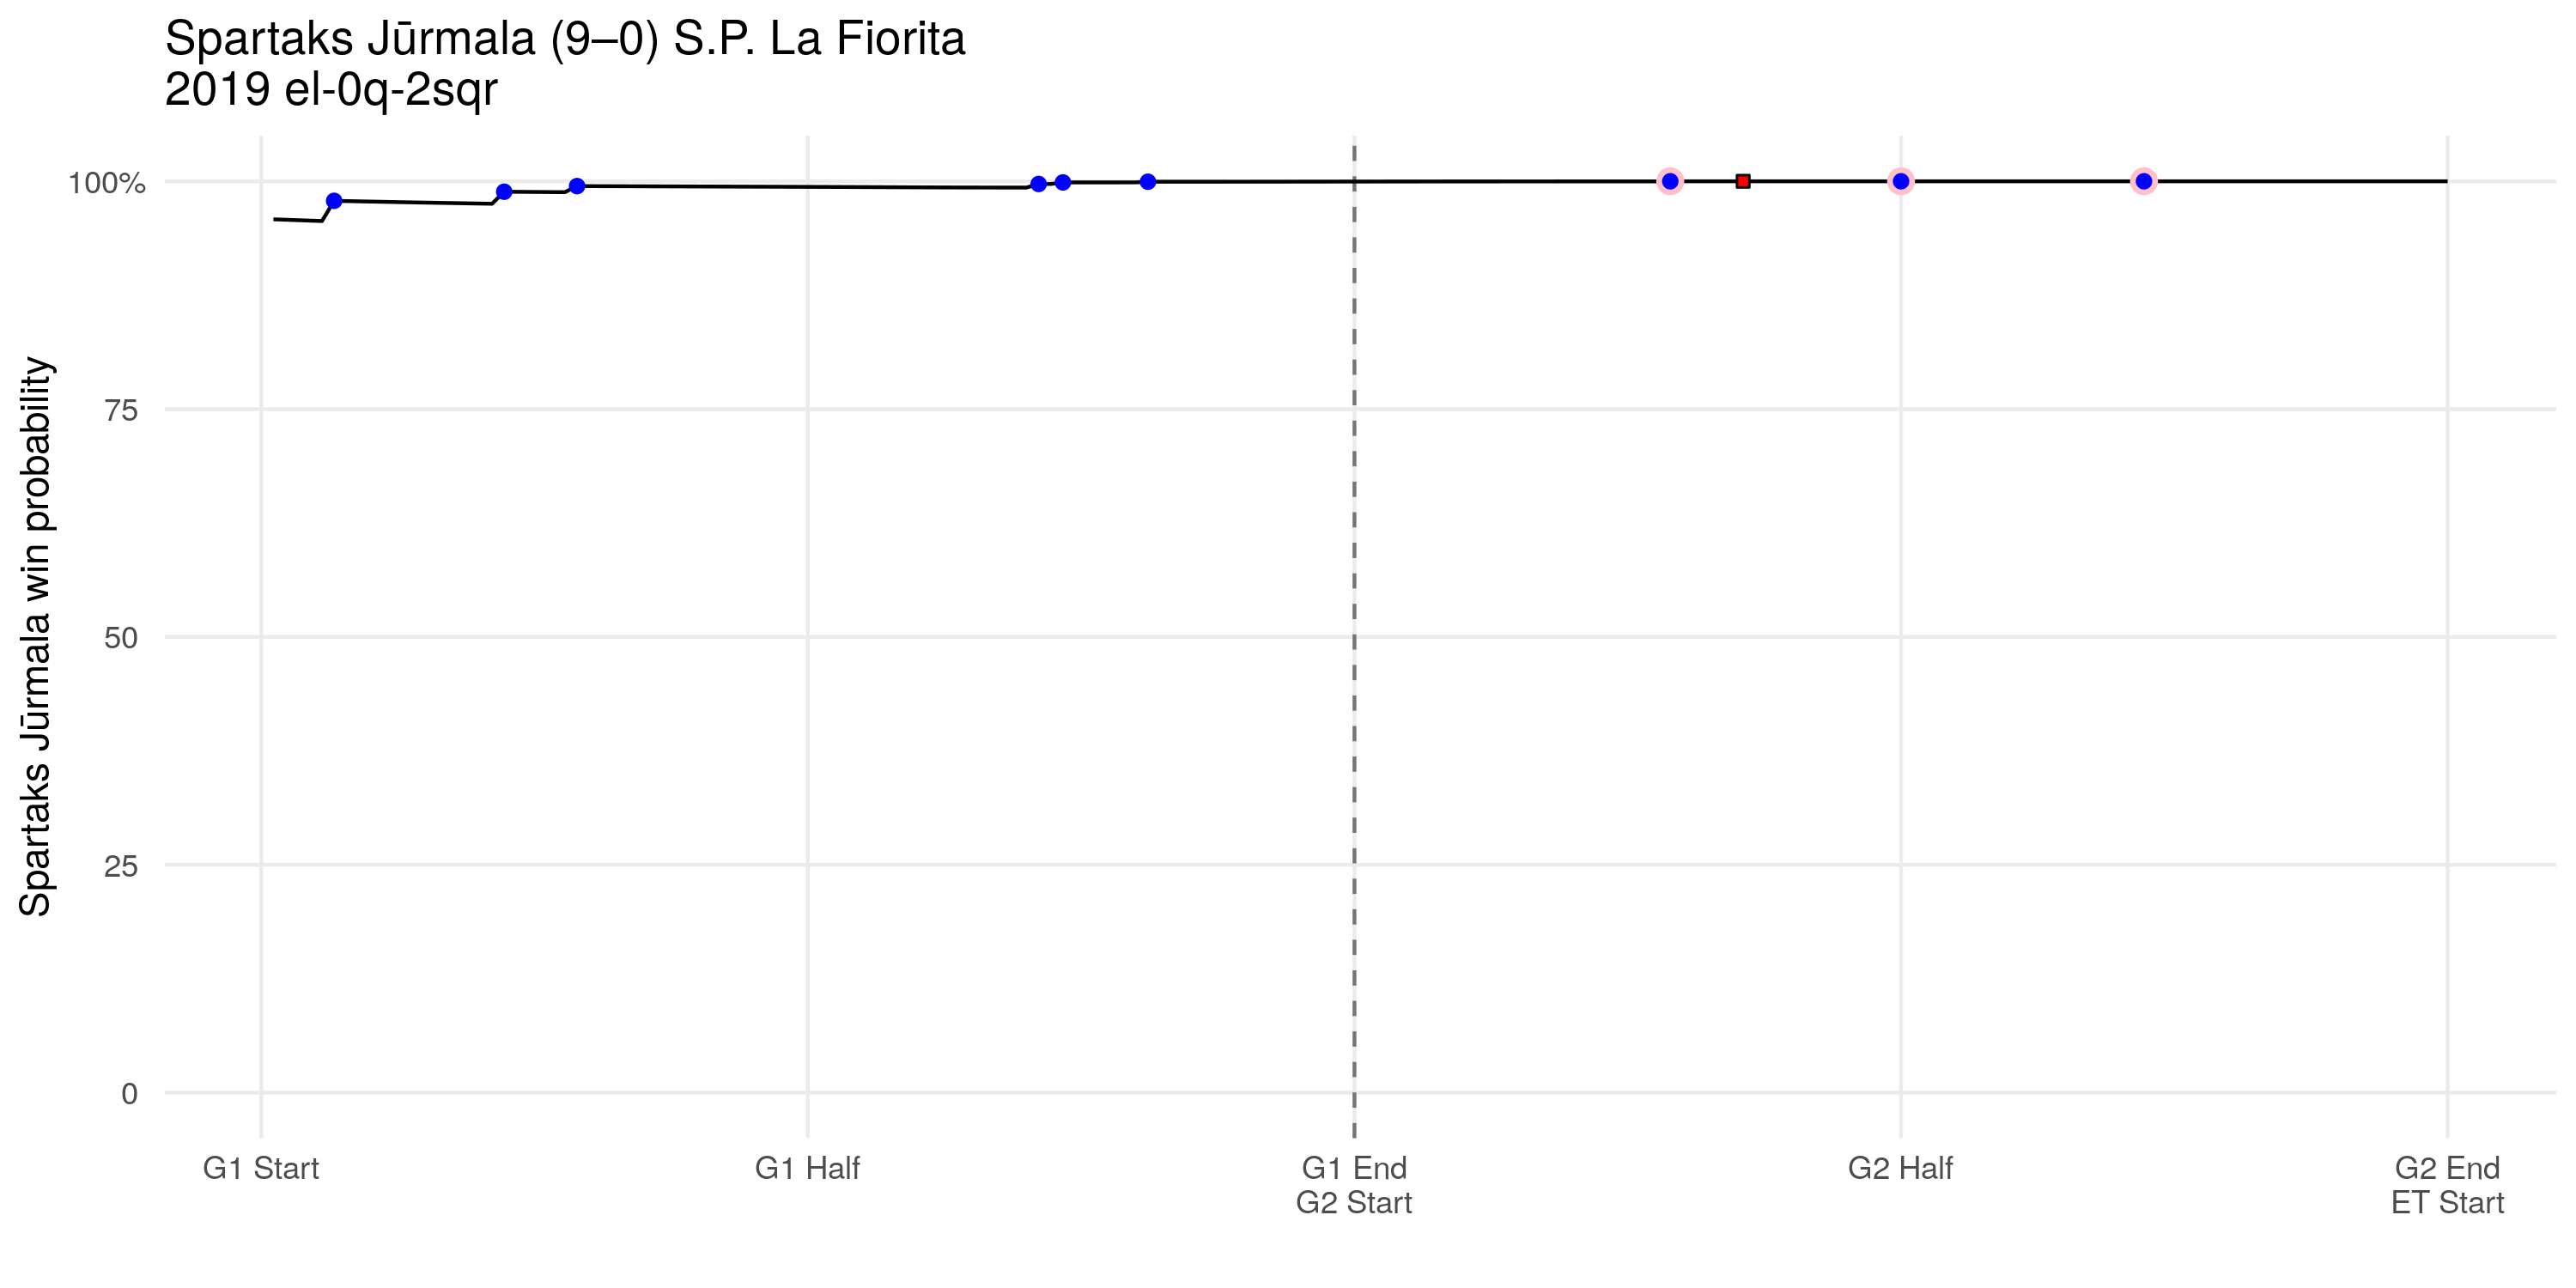 Spartaks Jūrmala (9–0) S.P. La Fiorita
2019 el-0q-2sqr
Spartaks Jūrmala win probability
100%
75
50
25
0
G1 Start
G1 Half
G1 End
G2 Start
G2 Half
G2 End
ET Start